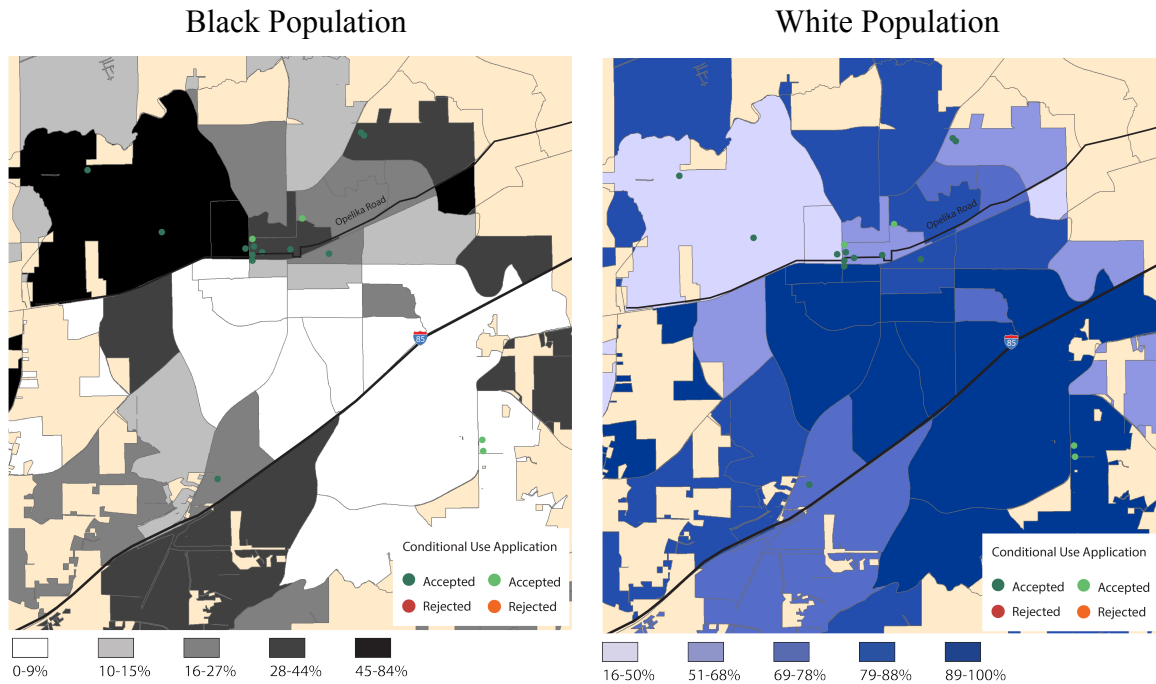 Black Population
White Population
Opelika Road
85
Conditional Use Application
Accepted Accepted
Rejected Rejected
0-9% 10-15% 16-27% 28-44% 45-84%
Opelika Road
85
Conditional Use Application
Accepted Accepted
Rejected Rejected
16-50% 51-68% 69-78% 79-88% 89-100%